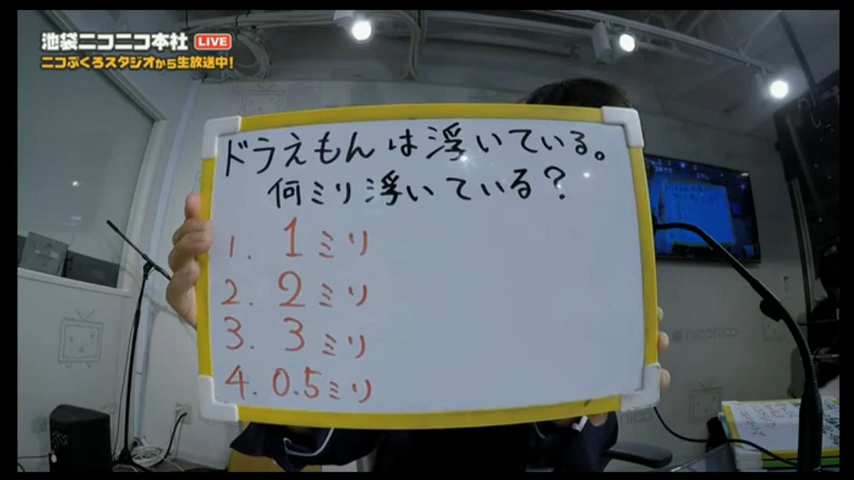 池袋ニコニコ本社 LIVE
ニコぶくろスタジオから生放送中!
ドラえもんは浮いている。
何ミリ浮いている?
1. 1ミリ
2. 2ミリ
3. 3ミリ
4. 0.5ミリ
niconico